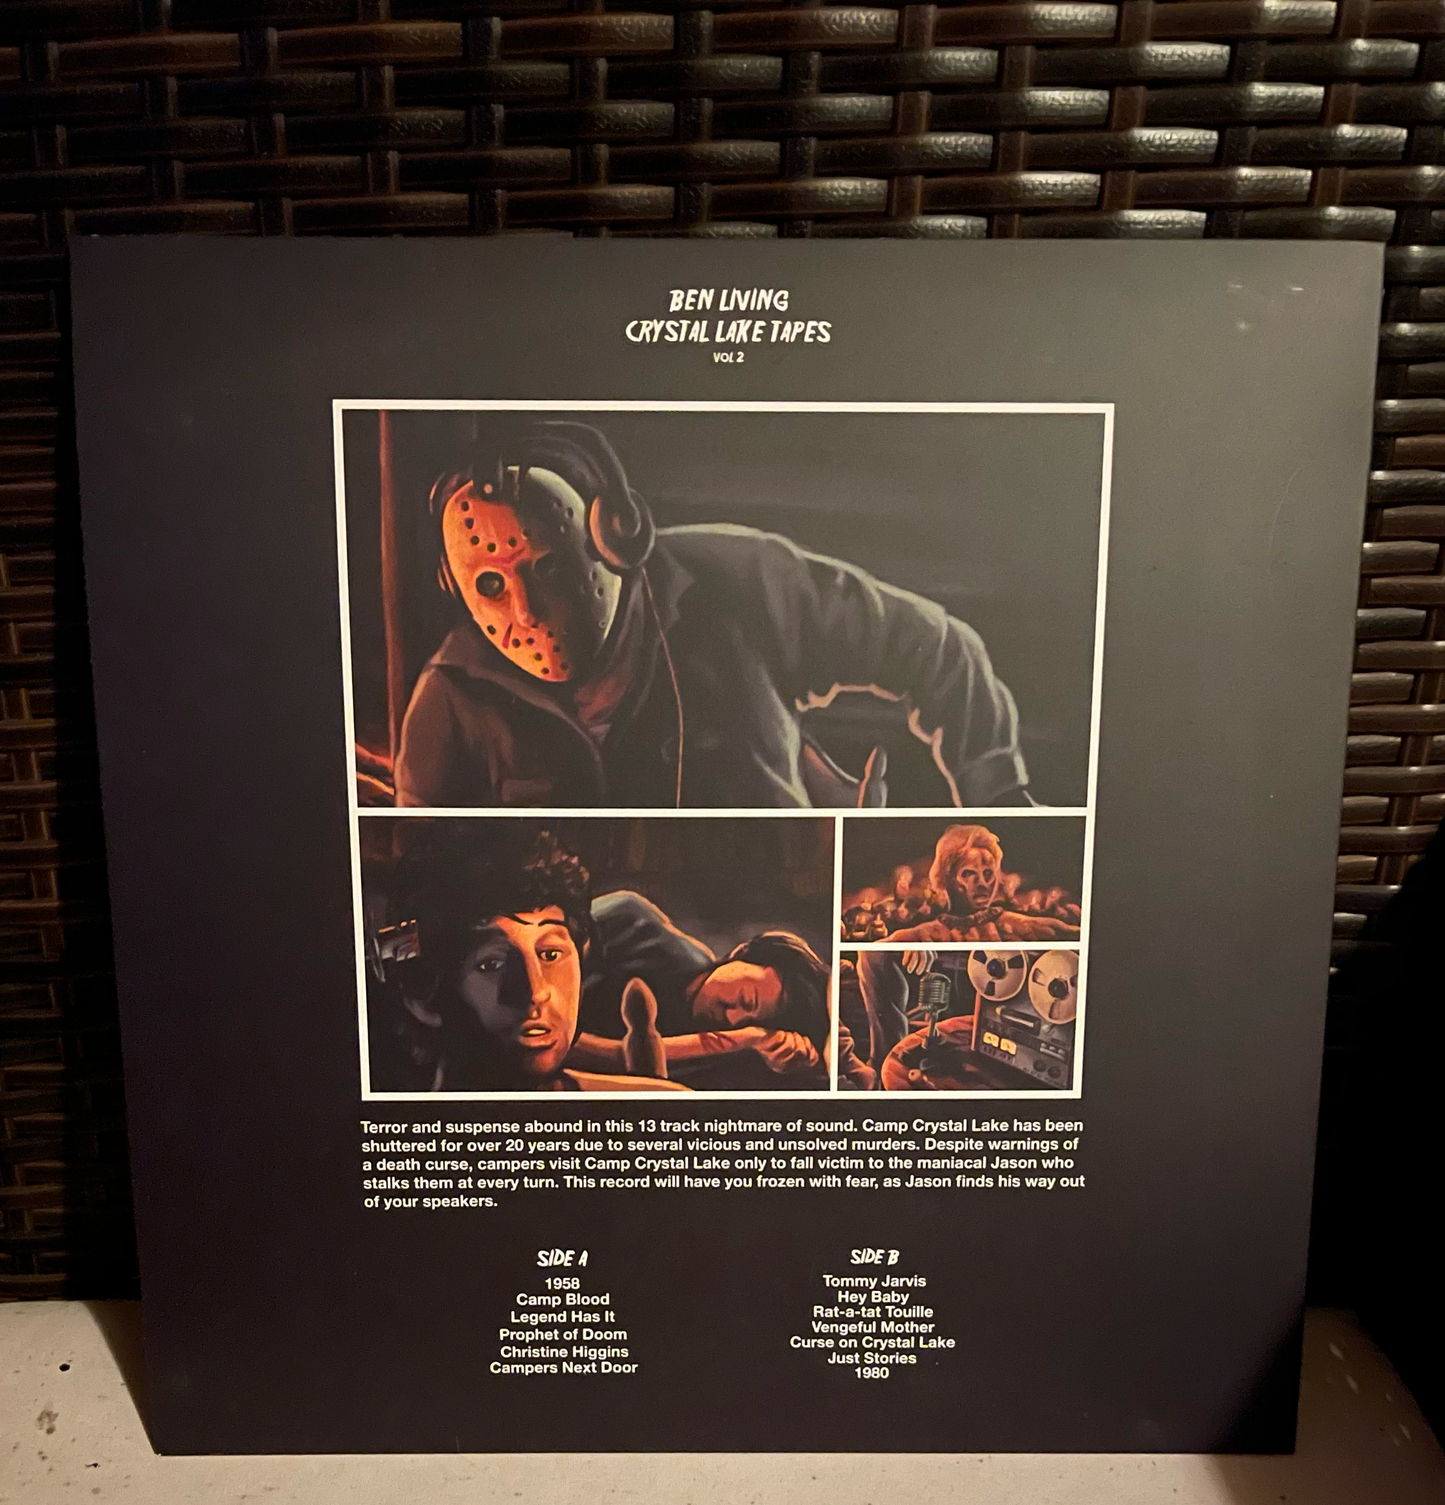 BEN LIVING
CRYSTAL LAKE TAPES
VOL 2
Terror and suspense abound in this 13 track nightmare of sound. Camp Crystal Lake has been
shuttered for over 20 years due to several vicious and unsolved murders. Despite warnings of
a death curse, campers visit Camp Crystal Lake only to fall victim to the maniacal Jason who
stalks them at every turn. This record will have you frozen with fear, as Jason finds his way out
of your speakers.
SIDE A
1958
Camp Blood
Legend Has It
Prophet of Doom
Christine Higgins
Campers Next Door
SIDE B
Tommy Jarvis
Hey Baby
Rat-a-tat Touille
Vengeful Mother
Curse on Crystal Lake
Just Stories
1980